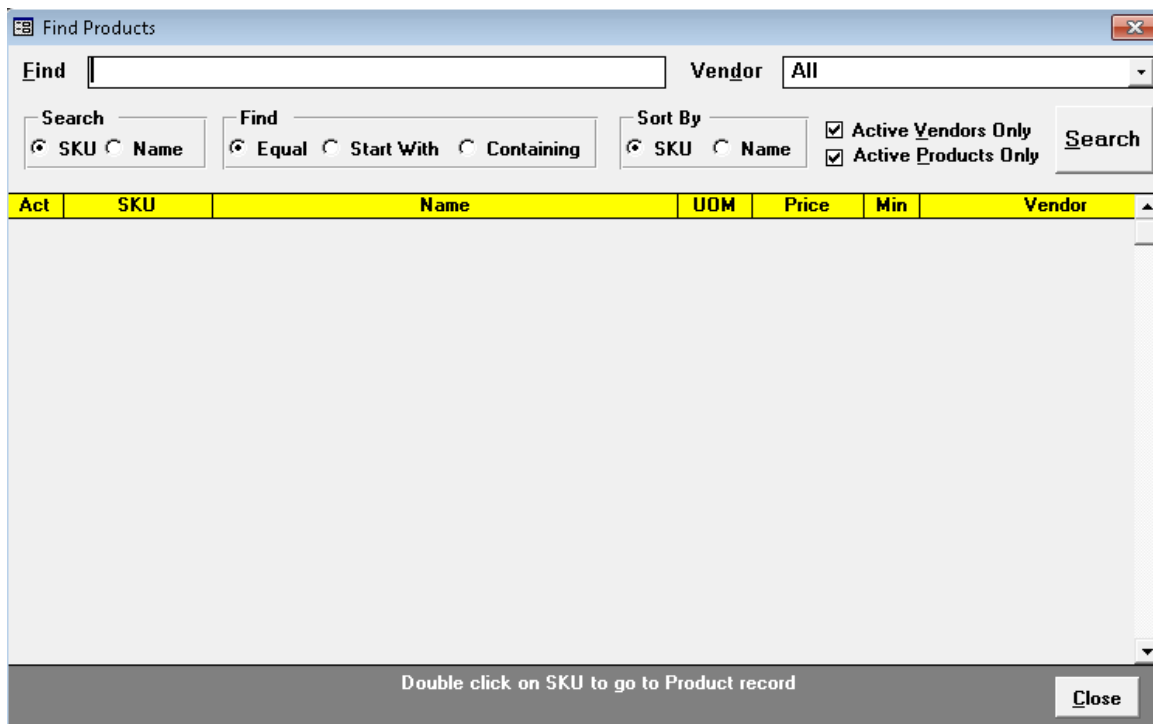 Find Products
Find Vendor All
Search Find Sort By
SKU Name Equal Start With Containing SKU Name Active Vendors Only Search
Active Products Only
Act SKU Name UOM Price Min Vendor
Double click on SKU to go to Product record
Close